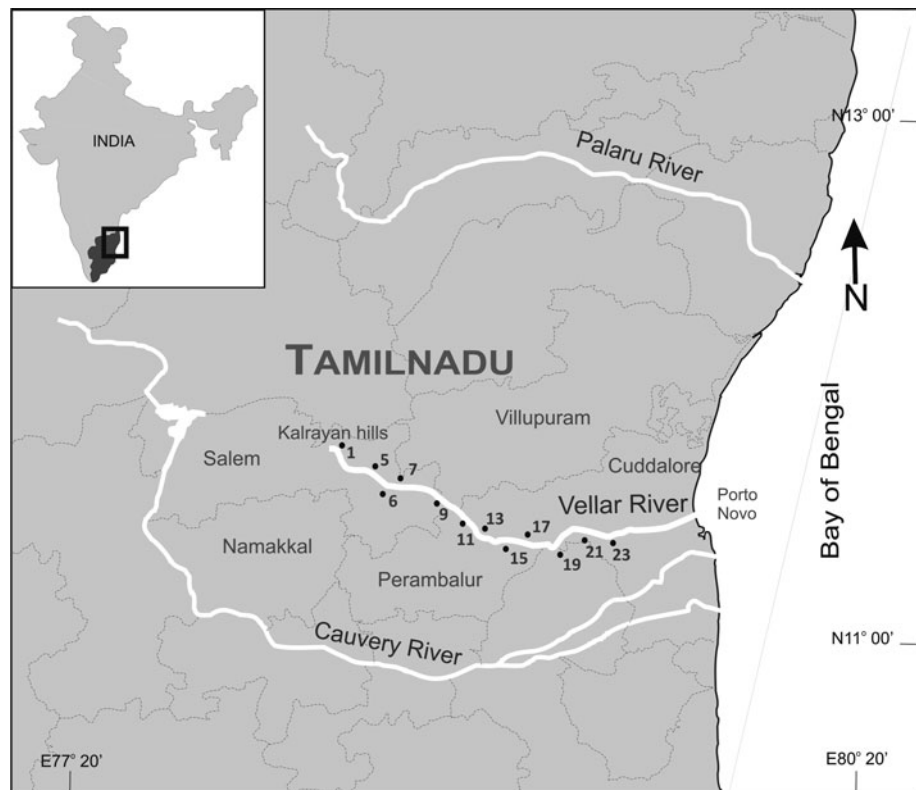 INDIA
N13° 00'
Palaru River
N
TAMILNADU
Villupuram
Kalrayan hills
Salem
Cuddalore
Bay of Bengal
1
5
7
6
9
11
13
15
17
19
21
23
Vellar River
Porto
Novo
Namakkal
Perambalur
Cauvery River
N11° 00'
E77° 20'
E80° 20'